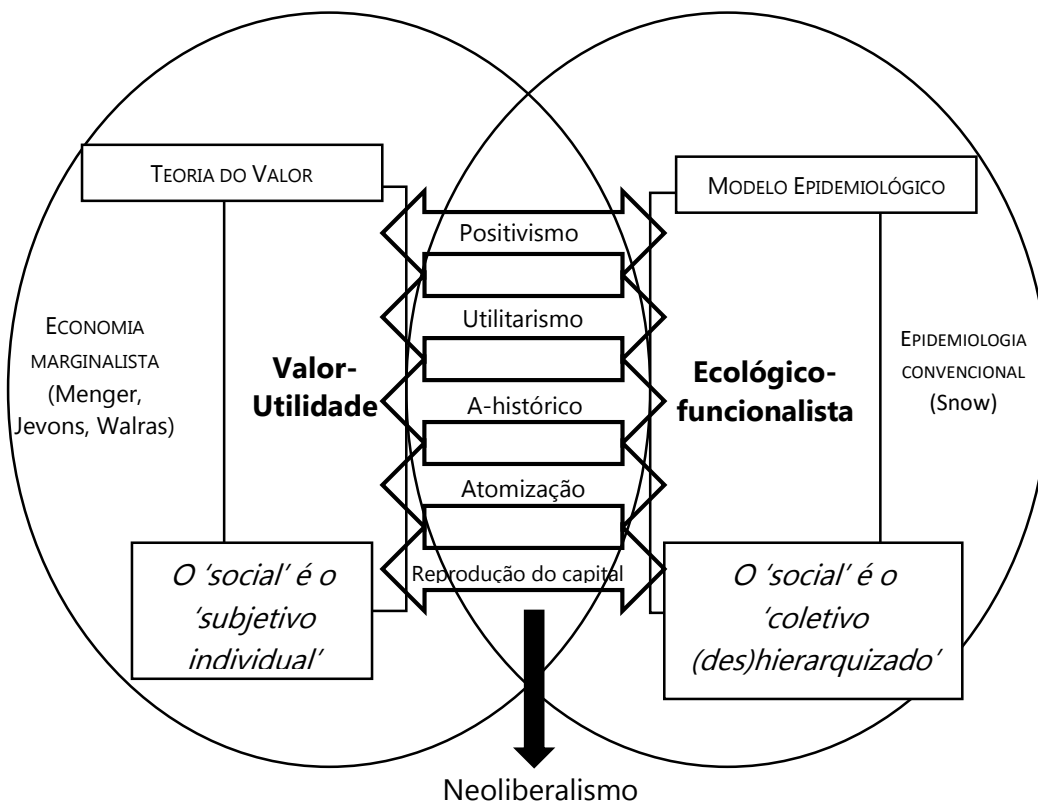 TEORIA DO VALOR
MODELO EPIDEMIOLÓGICO
ECONOMIA
MARGINALISTA
(Menger,
Jevons, Walras)
Valor-
Utilidade
Positivismo
Utilitarismo
A-histórico
Atomização
Reprodução do capital
Ecológico-
funcionalista
EPIDEMIOLOGIA
CONVENCIONAL
(Snow)
O 'social' é o
'subjetivo
individual'
O 'social' é o
'coletivo
(des)hierarquizado'
Neoliberalismo